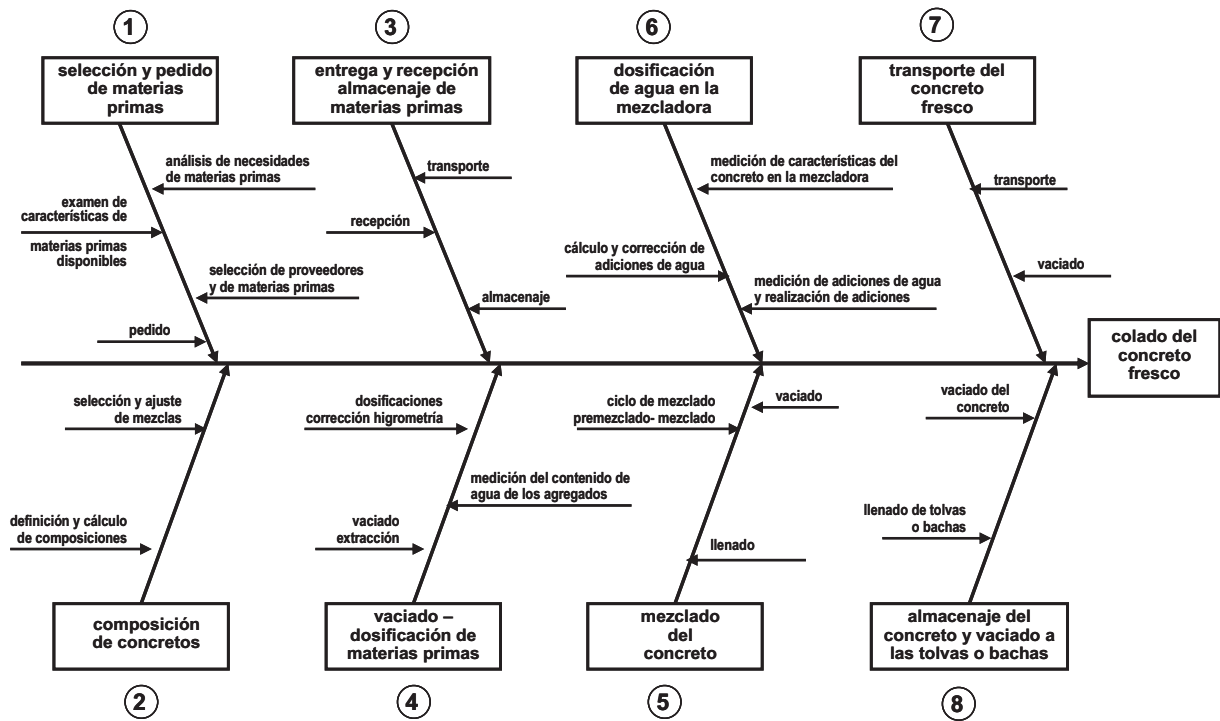 1
3
6
7
selección y pedido
de materias
primas
entrega y recepción
almacenaje de
materias primas
dosificación
de agua en la
mezcladora
transporte del
concreto
fresco
análisis de necesidades
de materias primas
examen de
características de
materias primas
disponibles
selección de proveedores
y de materias primas
pedido
transporte
recepción
almacenaje
medición de características del
concreto en la mezcladora
cálculo y corrección de
adiciones de agua
medición de adiciones de agua
y realización de adiciones
transporte
vaciado
colado del
concreto
fresco
selección y ajuste
de mezclas
definición y cálculo
de composiciones
dosificaciones
corrección higrometría
medición del contenido de
agua de los agregados
vaciado
extracción
ciclo de mezclado
premezclado- mezclado
vaciado
llenado
vaciado del
concreto
llenado de tolvas
o bachas
composición
de concretos
vaciado –
dosificación de
materias primas
mezclado
del
concreto
almacenaje del
concreto y vaciado a
las tolvas o bachas
2
4
5
8